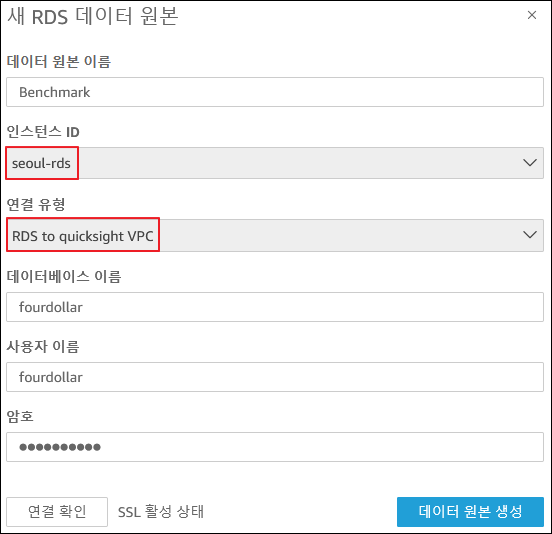 새 RDS 데이터 원본
데이터 원본 이름
Benchmark
인스턴스 ID
seoul-rds
연결 유형
RDS to quicksight VPC
데이터베이스 이름
fourdollar
사용자 이름
fourdollar
암호
●●●●●●●●●●
연결 확인 SSL 활성 상태 데이터 원본 생성